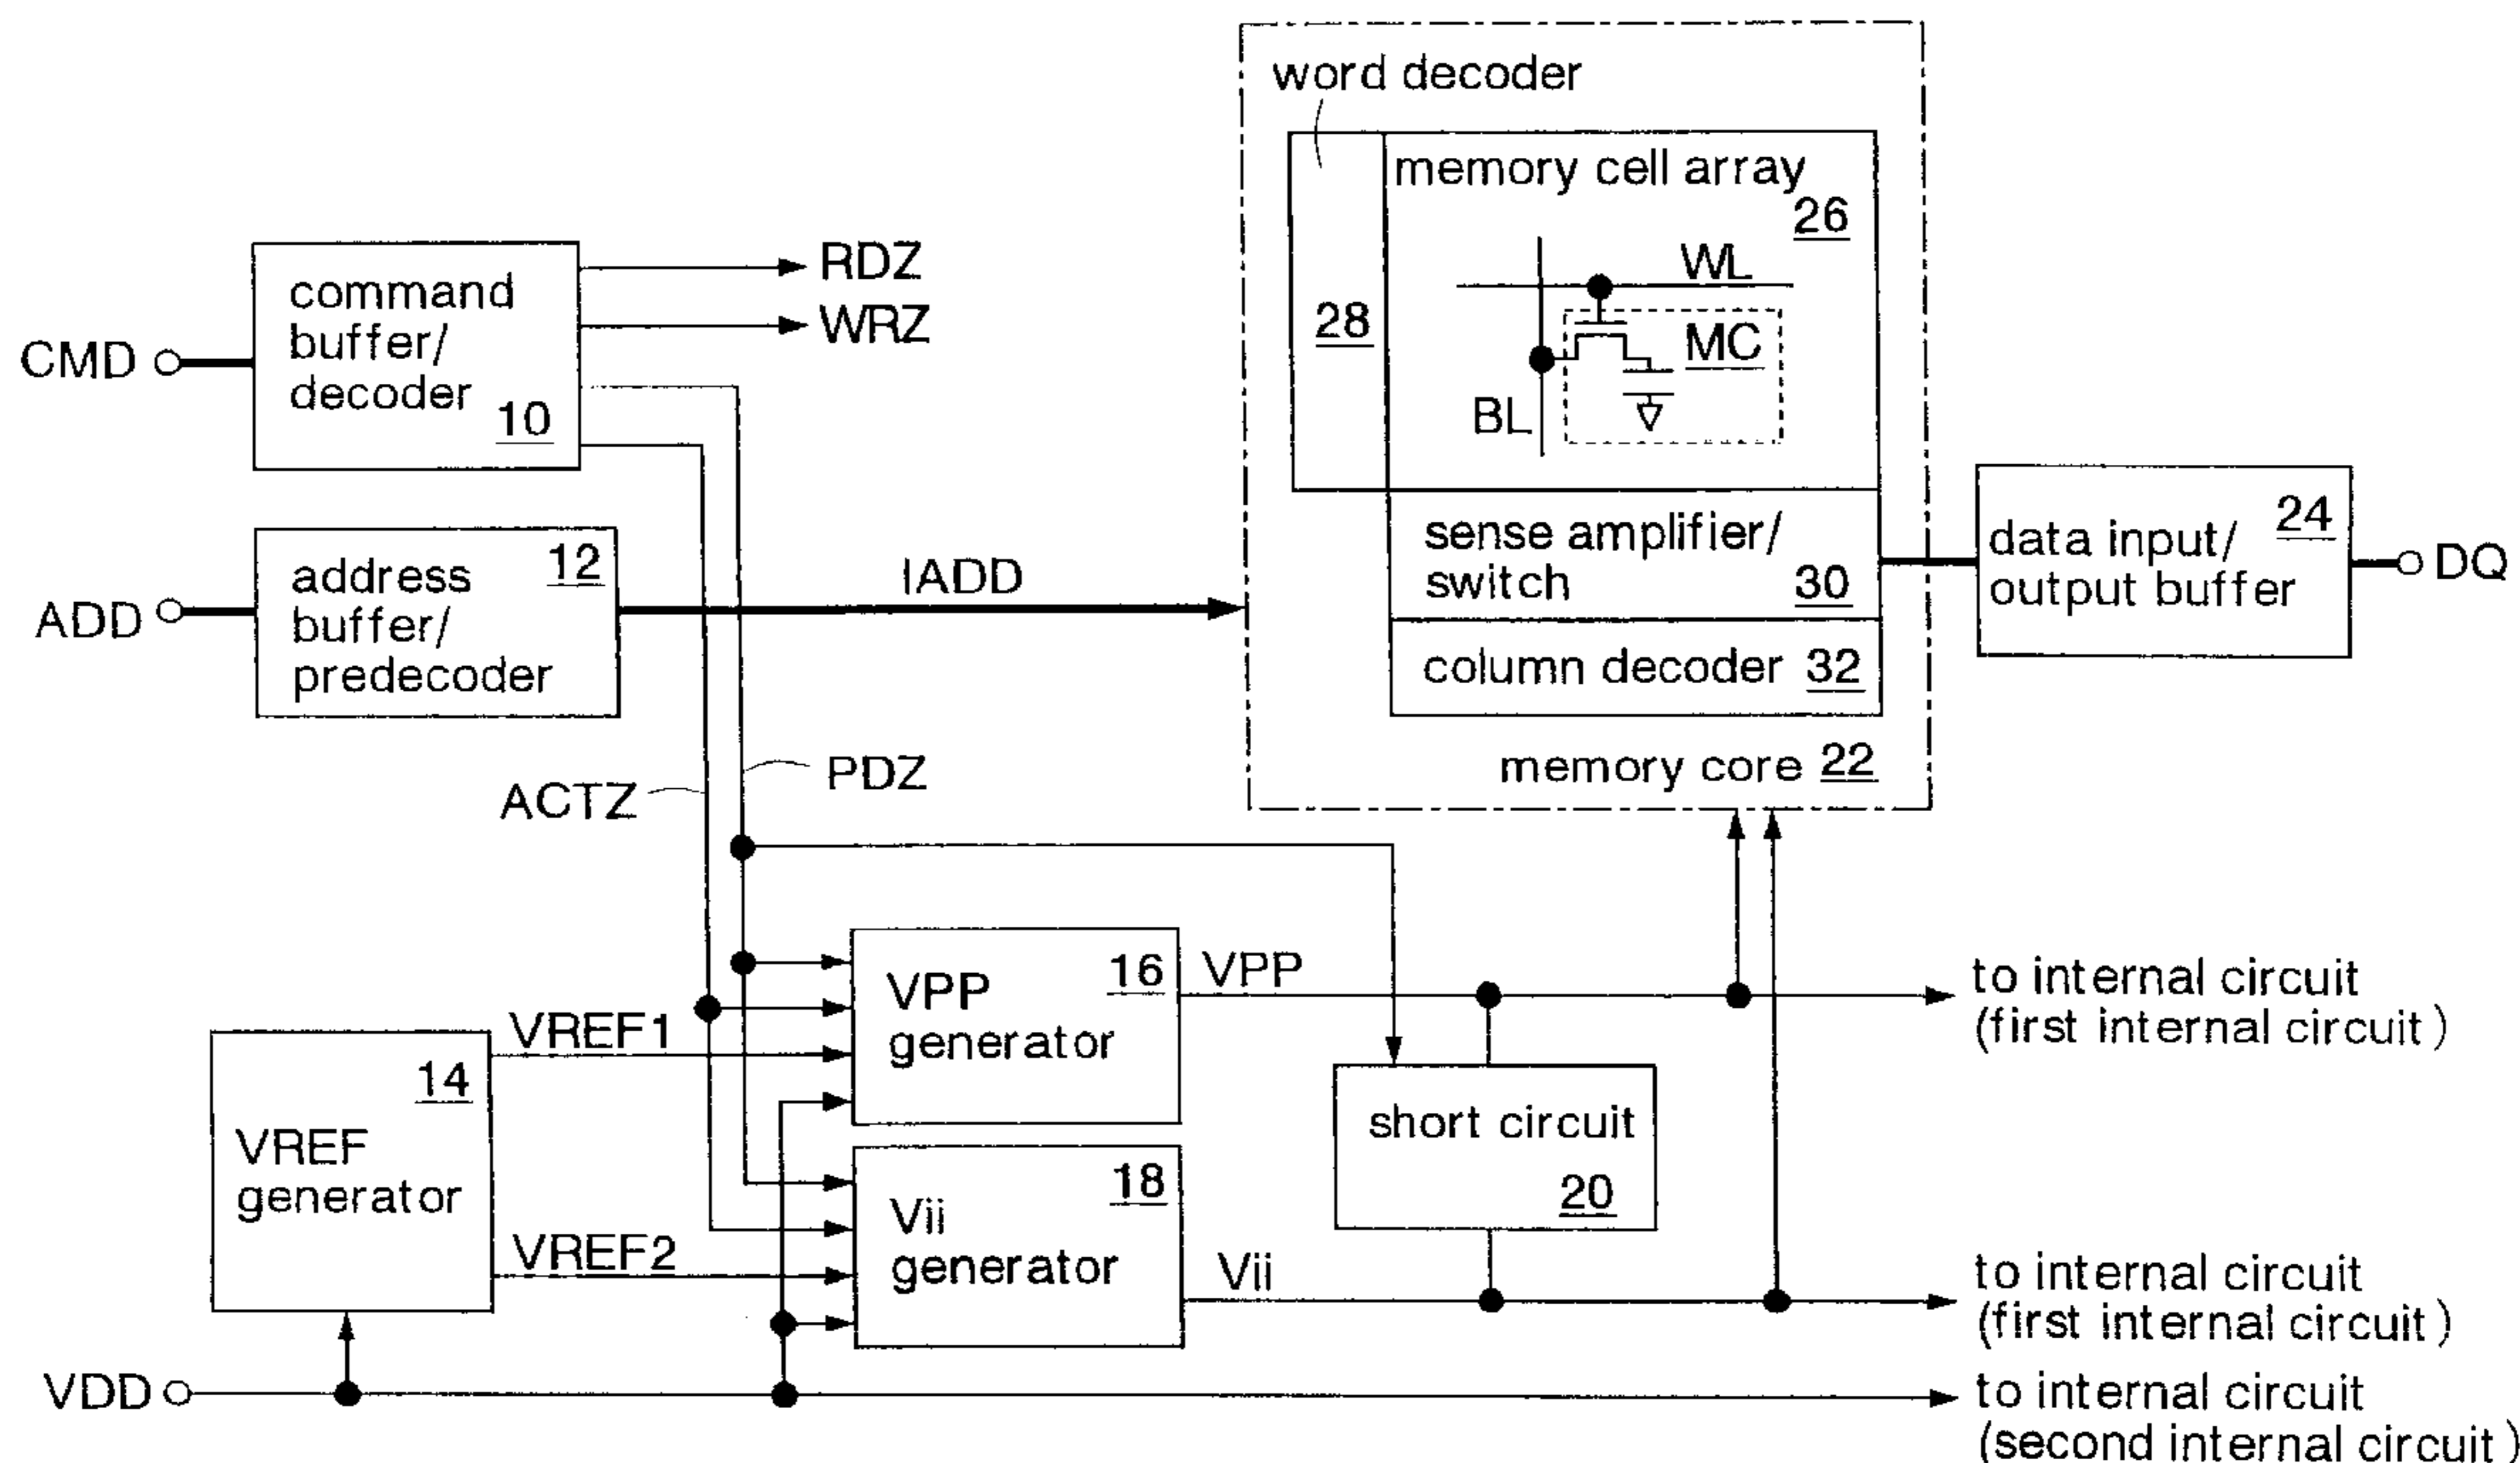 word decoder
memory cell array
26
WL
28
MC
BL
sense amplifier/
switch
30
column decoder 32
memory core 22
command
buffer/
decoder
10
CMD
RDZ
WRZ
address
buffer/
predecoder
12
ADD
IADD
data input/
output buffer
24
DQ
ACTZ
PDZ
VREF
generator
14
VREF1
VREF2
VPP
generator
16
VPP
Vii
generator
18
Vii
short circuit
20
to internal circuit
(first internal circuit)
to internal circuit
(first internal circuit)
VDD
to internal circuit
(second internal circuit)